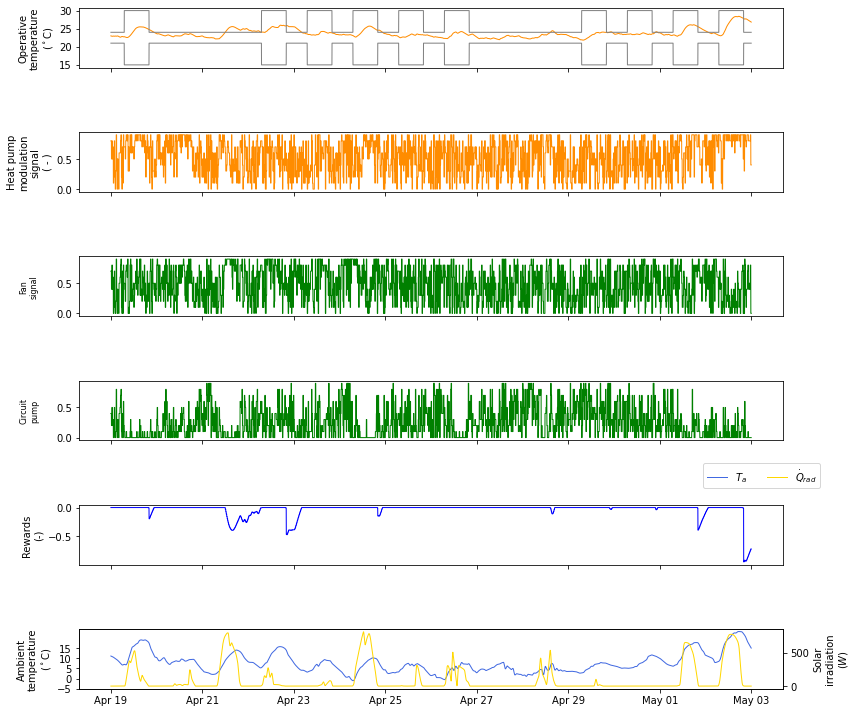 Operative
temperature
(°C)
30
25
20
15
Heat pump
modulation
signal
( - )
0.5
0.0
Fan
signal
0.5
0.0
Circuit
pump
0.5
0.0
T_a
Q̇_rad
Rewards
(-)
0.0
−0.5
Ambient
temperature
(°C)
15
10
5
0
−5
500
0
Solar
irradiation
(W)
Apr 19 Apr 21 Apr 23 Apr 25 Apr 27 Apr 29 May 01 May 03